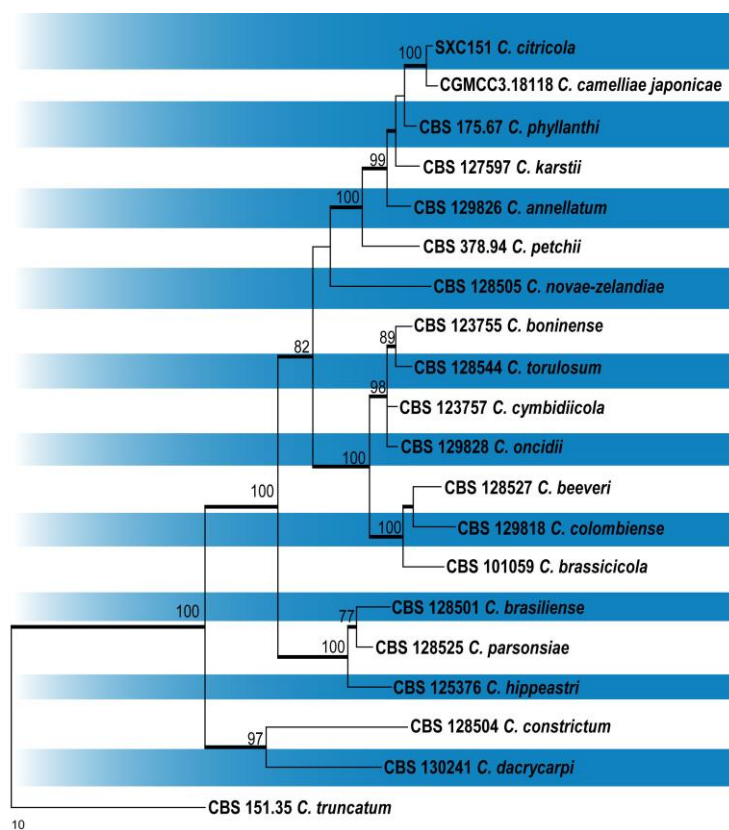 100
SXC151 C. citricola
CGMCC3.18118 C. camelliae japonicae
CBS 175.67 C. phyllanthi
99
CBS 127597 C. karstii
100
CBS 129826 C. annellatum
CBS 378.94 C. petchii
CBS 128505 C. novae-zelandiae
CBS 123755 C. boninense
82
89
CBS 128544 C. torulosum
98
CBS 123757 C. cymbidiicola
CBS 129828 C. oncidii
100
CBS 128527 C. beeveri
100
100
CBS 129818 C. colombiense
CBS 101059 C. brassicicola
100
77
CBS 128501 C. brasiliense
100
CBS 128525 C. parsonsiae
CBS 125376 C. hippeastri
CBS 128504 C. constrictum
97
CBS 130241 C. dacrycarpi
CBS 151.35 C. truncatum
10